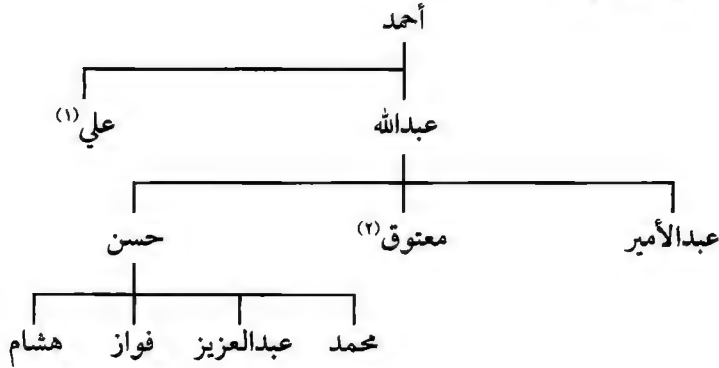 أحمد
عبدالله علي (١)
عبدالأمير معتوق (٢) حسن
محمد عبدالعزيز فواز هشام